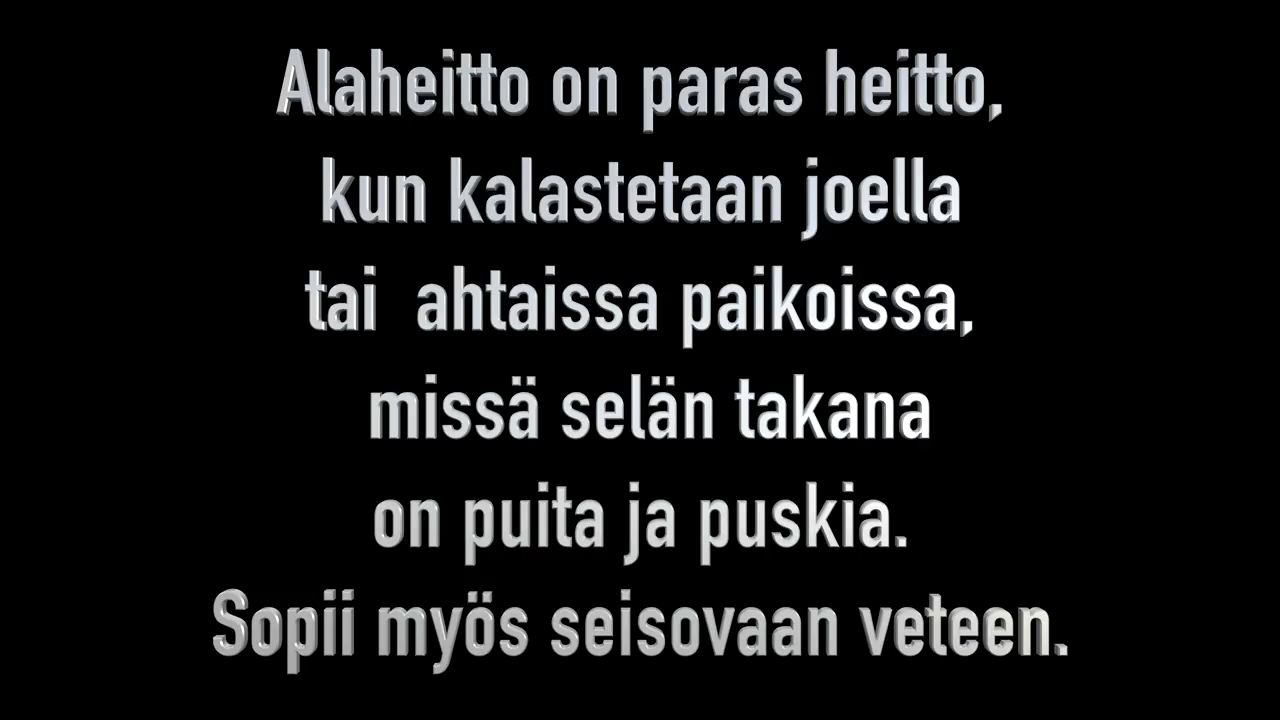 Alaheitto on paras heitto,
kun kalastetaan joella
tai ahtaissa paikoissa,
missä selän takana
on puita ja puskia.
Sopii myös seisovaan veteen.